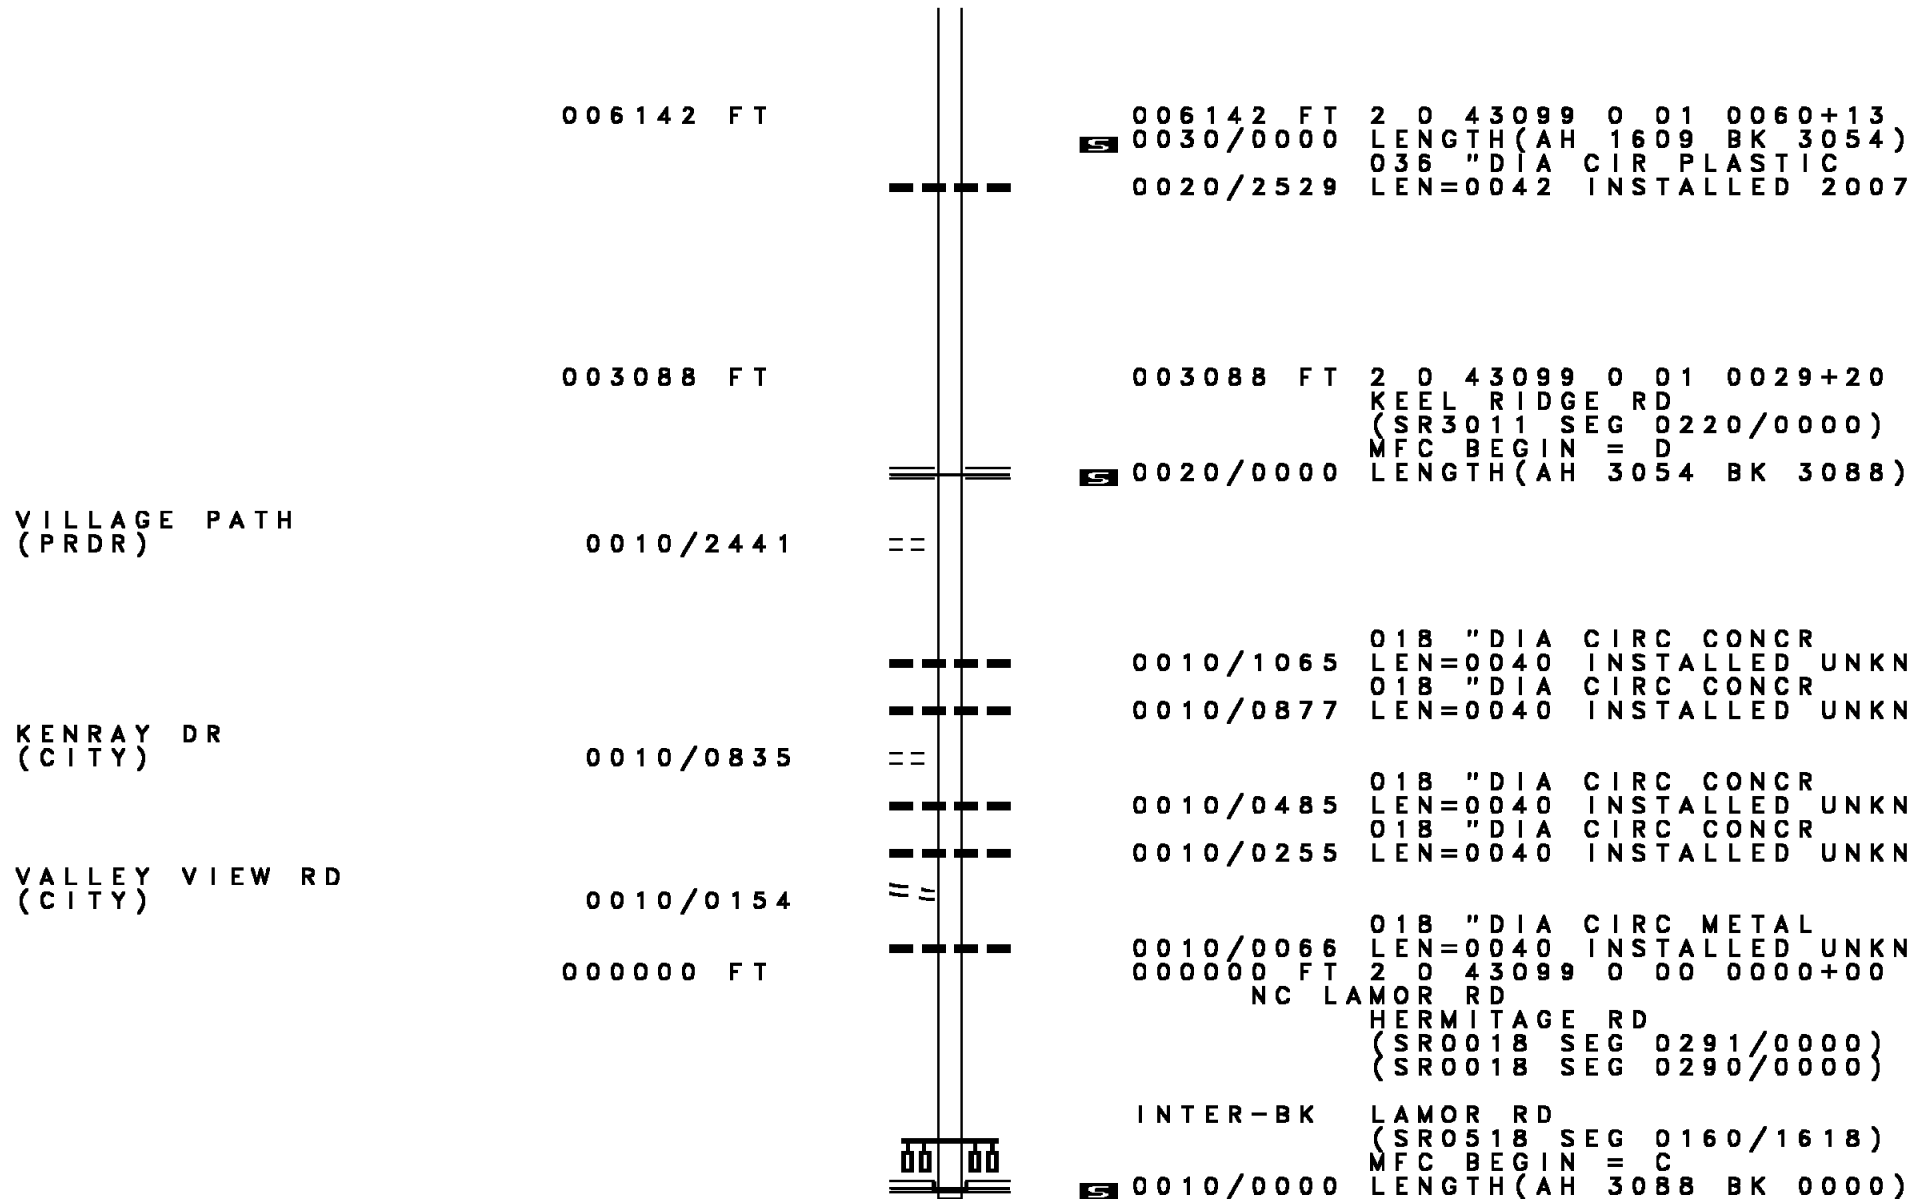 006142 FT 006142 FT 2 0 43099 0 01 0060+13
S 0030/0000 LENGTH(AH 1609 BK 3054)
036 "DIA CIR PLASTIC
0020/2529 LEN=0042 INSTALLED 2007
003088 FT 003088 FT 2 0 43099 0 01 0029+20
KEEL RIDGE RD
(SR3011 SEG 0220/0000)
MFC BEGIN = D
S 0020/0000 LENGTH(AH 3054 BK 3088)
VILLAGE PATH
(PRDR) 0010/2441
018 "DIA CIRC CONCR
0010/1065 LEN=0040 INSTALLED UNKN
018 "DIA CIRC CONCR
0010/0877 LEN=0040 INSTALLED UNKN
KENRAY DR
(CITY) 0010/0835
018 "DIA CIRC CONCR
0010/0485 LEN=0040 INSTALLED UNKN
018 "DIA CIRC CONCR
0010/0255 LEN=0040 INSTALLED UNKN
VALLEY VIEW RD
(CITY) 0010/0154
018 "DIA CIRC METAL
0010/0066 LEN=0040 INSTALLED UNKN
000000 FT 000000 FT 2 0 43099 0 00 0000+00
NC LAMOR RD
HERMITAGE RD
(SR0018 SEG 0291/0000)
(SR0018 SEG 0290/0000)
INTER-BK LAMOR RD
(SR0518 SEG 0160/1618)
MFC BEGIN = C
S 0010/0000 LENGTH(AH 3088 BK 0000)